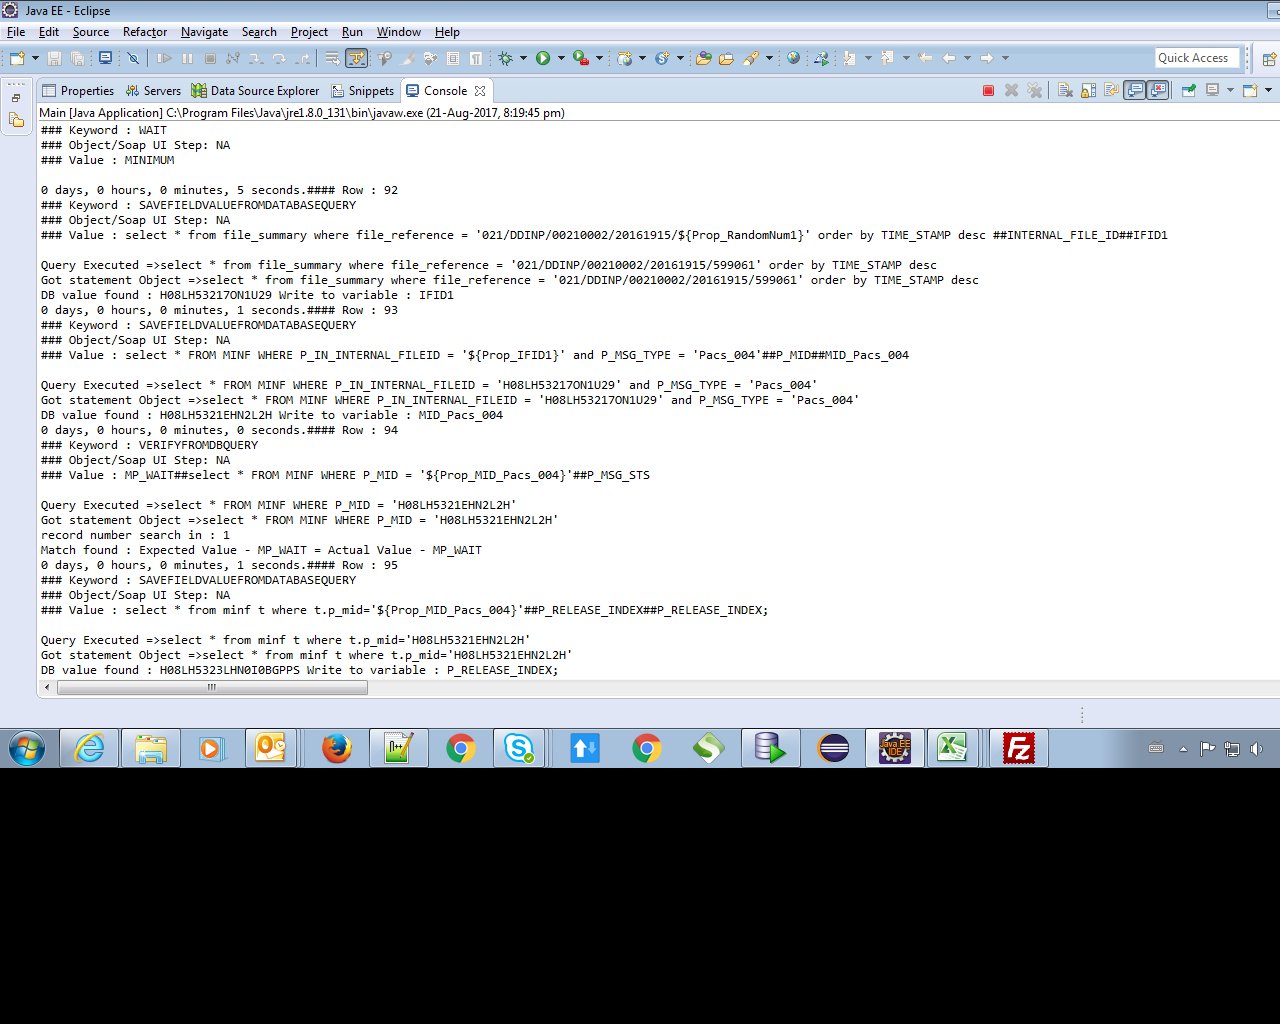 Java EE - Eclipse
File Edit Source Refactor Navigate Search Project Run Window Help
Quick Access
Properties Servers Data Source Explorer Snippets Console
Main [Java Application] C:\Program Files\Java\jre1.8.0_131\bin\javaw.exe (21-Aug-2017, 8:19:45 pm)
### Keyword : WAIT
### Object/Soap UI Step: NA
### Value : MINIMUM
0 days, 0 hours, 0 minutes, 5 seconds.#### Row : 92
### Keyword : SAVEFIELDVALUEFROMDATABASEQUERY
### Object/Soap UI Step: NA
### Value : select * from file_summary where file_reference = '021/DDINP/00210002/20161915/${Prop_RandomNum1}' order by TIME_STAMP desc ##INTERNAL_FILE_ID##IFID1
Query Executed =>select * from file_summary where file_reference = '021/DDINP/00210002/20161915/599061' order by TIME_STAMP desc
Got statement Object =>select * from file_summary where file_reference = '021/DDINP/00210002/20161915/599061' order by TIME_STAMP desc
DB value found : H08LH53217ON1U29 Write to variable : IFID1
0 days, 0 hours, 0 minutes, 1 seconds.#### Row : 93
### Keyword : SAVEFIELDVALUEFROMDATABASEQUERY
### Object/Soap UI Step: NA
### Value : select * FROM MINF WHERE P_IN_INTERNAL_FILEID = '${Prop_IFID1}' and P_MSG_TYPE = 'Pacs_004'##P_MID##MID_Pacs_004
Query Executed =>select * FROM MINF WHERE P_IN_INTERNAL_FILEID = 'H08LH53217ON1U29' and P_MSG_TYPE = 'Pacs_004'
Got statement Object =>select * FROM MINF WHERE P_IN_INTERNAL_FILEID = 'H08LH53217ON1U29' and P_MSG_TYPE = 'Pacs_004'
DB value found : H08LH5321EHN2L2H Write to variable : MID_Pacs_004
0 days, 0 hours, 0 minutes, 0 seconds.#### Row : 94
### Keyword : VERIFYFROMDBQUERY
### Object/Soap UI Step: NA
### Value : MP_WAIT##select * FROM MINF WHERE P_MID = '${Prop_MID_Pacs_004}'##P_MSG_STS
Query Executed =>select * FROM MINF WHERE P_MID = 'H08LH5321EHN2L2H'
Got statement Object =>select * FROM MINF WHERE P_MID = 'H08LH5321EHN2L2H'
record number search in : 1
Match found : Expected Value - MP_WAIT = Actual Value - MP_WAIT
0 days, 0 hours, 0 minutes, 1 seconds.#### Row : 95
### Keyword : SAVEFIELDVALUEFROMDATABASEQUERY
### Object/Soap UI Step: NA
### Value : select * from minf t where t.p_mid='${Prop_MID_Pacs_004}'##P_RELEASE_INDEX##P_RELEASE_INDEX;
Query Executed =>select * from minf t where t.p_mid='H08LH5321EHN2L2H'
Got statement Object =>select * from minf t where t.p_mid='H08LH5321EHN2L2H'
DB value found : H08LH5323LHN0I0BGPPS Write to variable : P_RELEASE_INDEX;
Java EE
IDE